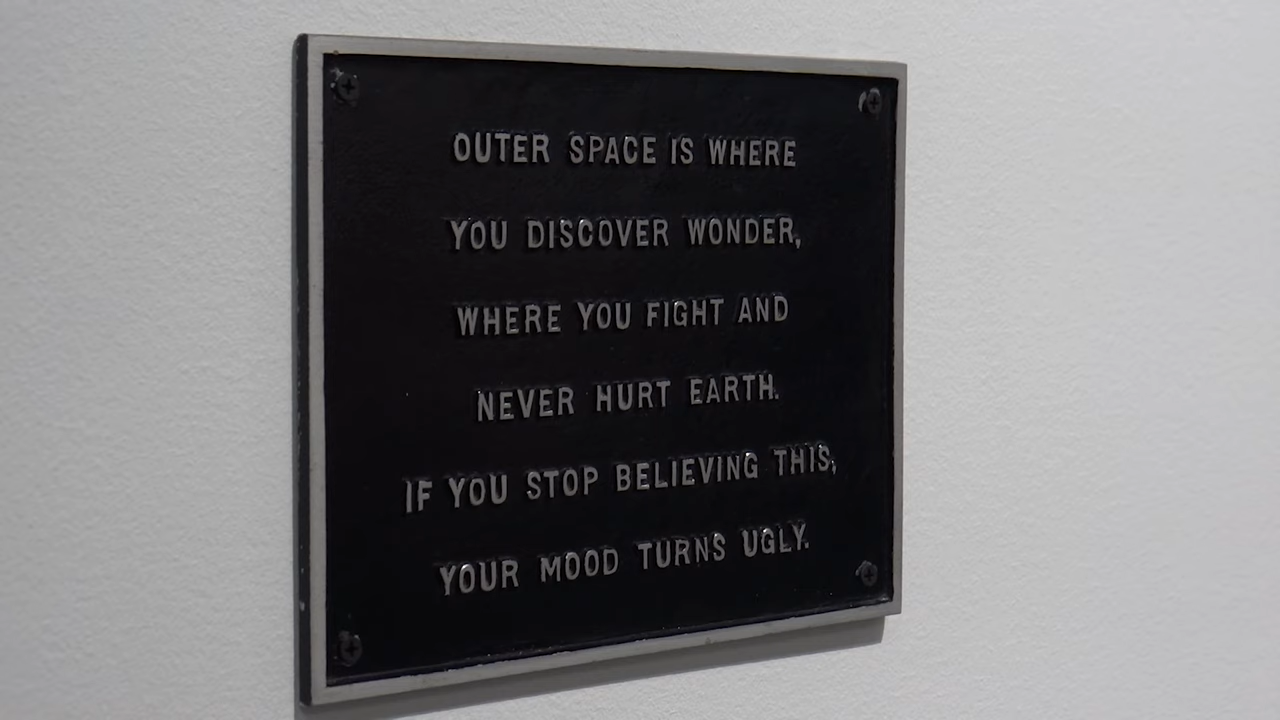 OUTER SPACE IS WHERE
YOU DISCOVER WONDER,
WHERE YOU FIGHT AND
NEVER HURT EARTH.
IF YOU STOP BELIEVING THIS,
YOUR MOOD TURNS UGLY.